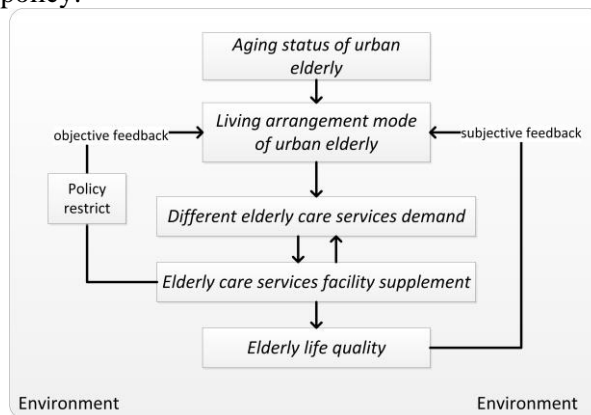 policy.
Aging status of urban
elderly
objective feedback
Living arrangement mode
of urban elderly
subjective feedback
Policy
restrict
Different elderly care services demand
Elderly care services facility supplement
Elderly life quality
Environment
Environment